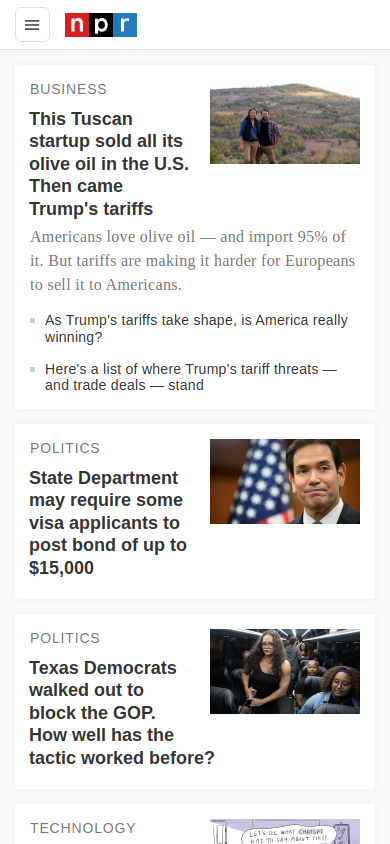 npr
BUSINESS
This Tuscan
startup sold all its
olive oil in the U.S.
Then came
Trump's tariffs
Americans love olive oil — and import 95% of
it. But tariffs are making it harder for Europeans
to sell it to Americans.
As Trump's tariffs take shape, is America really
winning?
Here's a list of where Trump's tariff threats —
and trade deals — stand
POLITICS
State Department
may require some
visa applicants to
post bond of up to
$15,000
POLITICS
Texas Democrats
walked out to
block the GOP.
How well has the
tactic worked before?
TECHNOLOGY
LET'S SEE WHAT CHATGPT
HAS TO SAY ABOUT THIS!